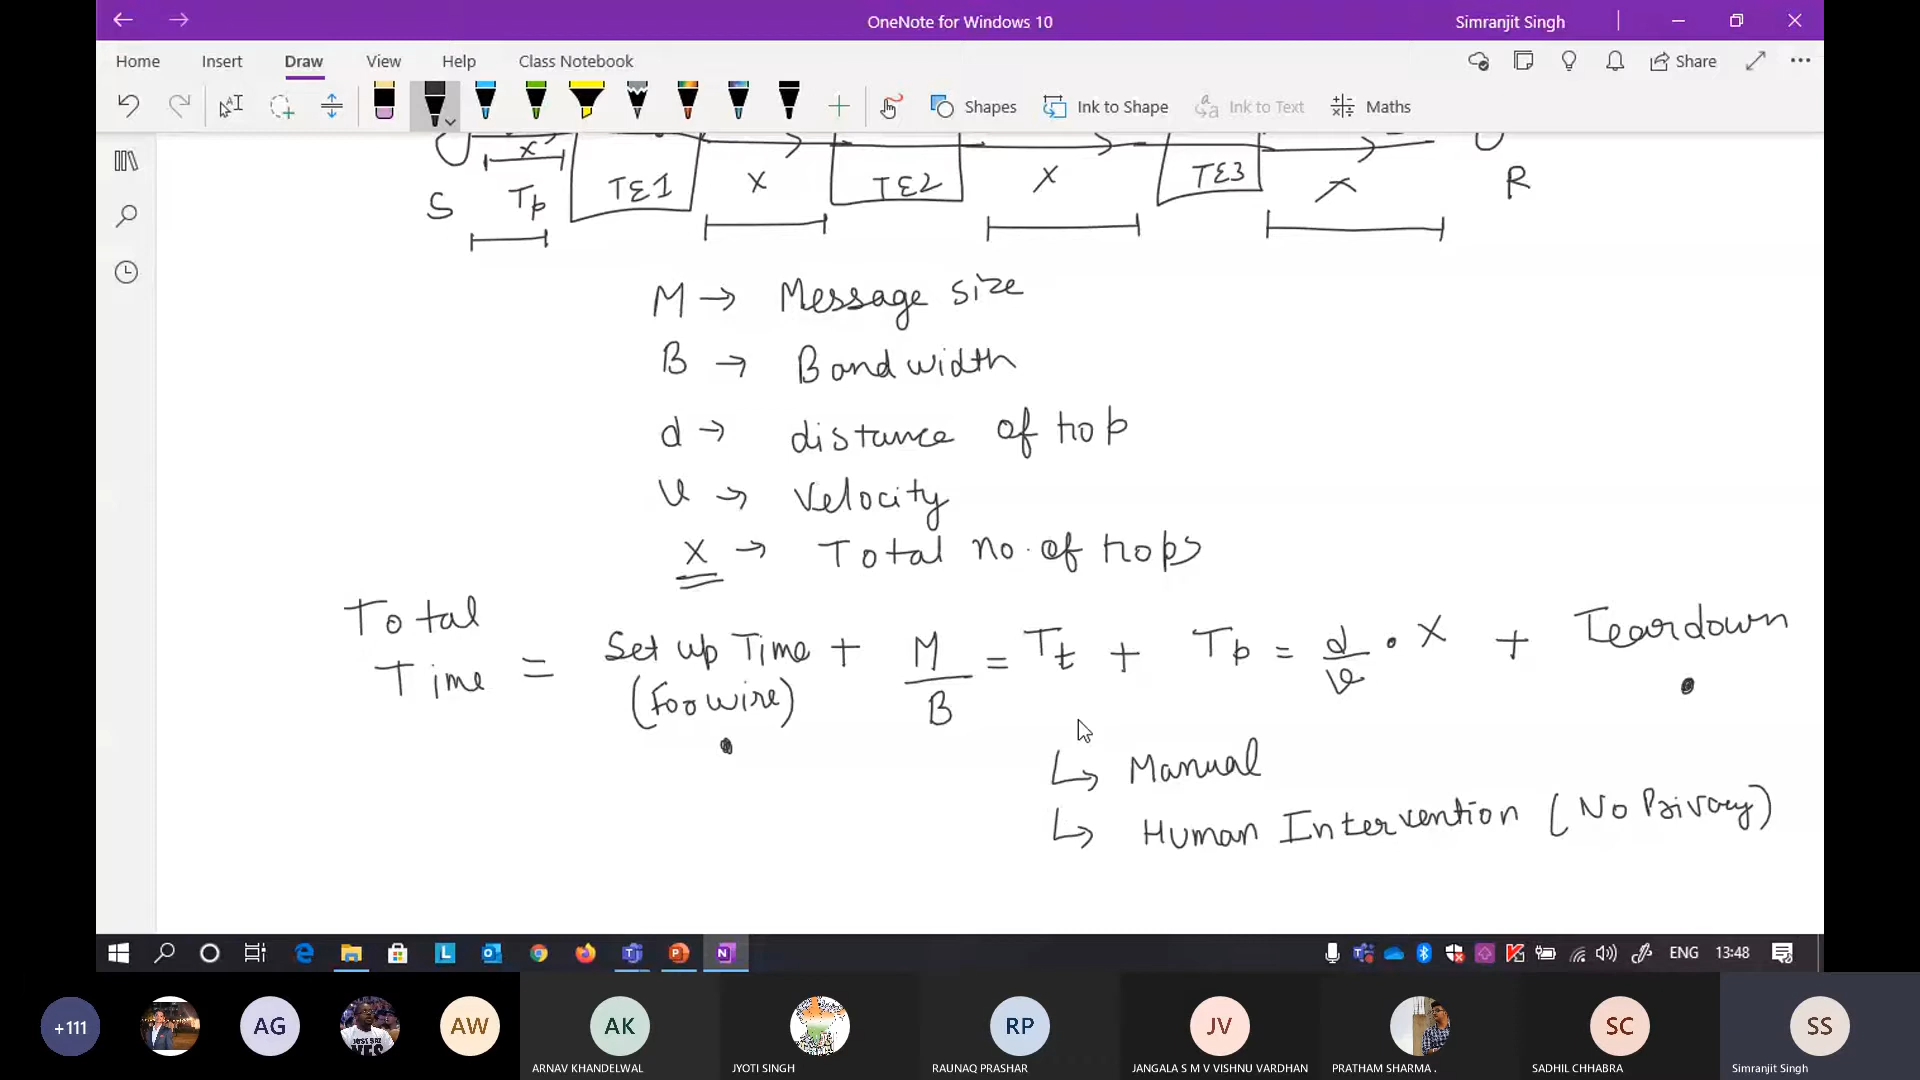 OneNote for Windows 10
Simranjit Singh
Home Insert Draw View Help Class Notebook
Share
Shapes Ink to Shape Ink to Text Maths
X TE1 X TE2 X TE3 X
S Tp R
M → Message size
B → Bandwidth
d → distance of hop
v → Velocity
X → Total no. of hops
Total
Time = Set up Time + M/B = Tt + Tp = d/v . X + Teardown
(Foo wire)
↳ Manual
↳ Human Intervention (No Privacy)
ENG 13:48
+111 AG AW AK RP JV SC SS
ARNAV KHANDELWAL JYOTI SINGH RAUNAQ PRASHAR JANGALA S M V VISHNU VARDHAN PRATHAM SHARMA . SADHIL CHHABRA Simranjit Singh